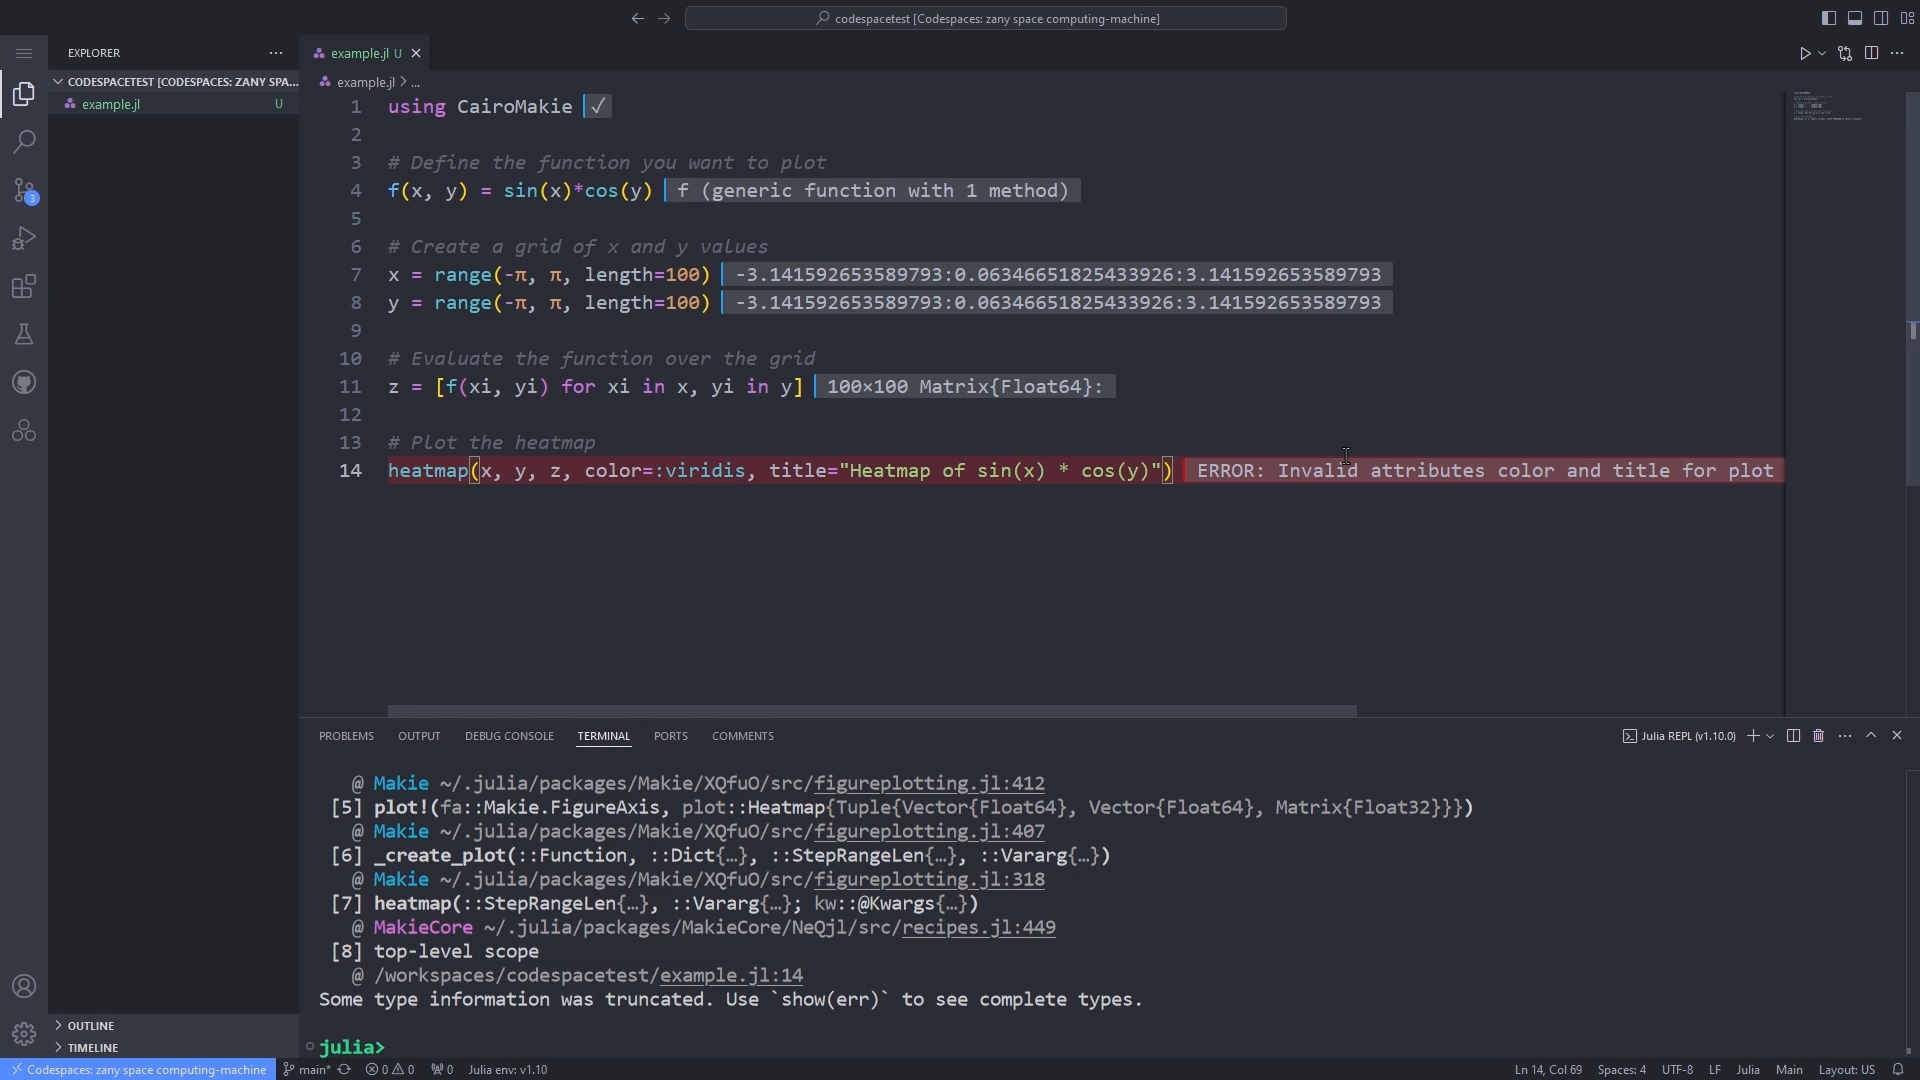 codespacetest [Codespaces: zany space computing-machine]
EXPLORER
CODESPACETEST [CODESPACES: ZANY SPA...
example.jl U
example.jl U
example.jl > ...
3
1 using CairoMakie ✓
2
3 # Define the function you want to plot
4 f(x, y) = sin(x)*cos(y) f (generic function with 1 method)
5
6 # Create a grid of x and y values
7 x = range(-π, π, length=100) -3.141592653589793:0.06346651825433926:3.141592653589793
8 y = range(-π, π, length=100) -3.141592653589793:0.06346651825433926:3.141592653589793
9
10 # Evaluate the function over the grid
11 z = [f(xi, yi) for xi in x, yi in y] 100×100 Matrix{Float64}:
12
13 # Plot the heatmap
14 heatmap(x, y, z, color=:viridis, title="Heatmap of sin(x) * cos(y)") ERROR: Invalid attributes color and title for plot
PROBLEMS OUTPUT DEBUG CONSOLE TERMINAL PORTS COMMENTS
Julia REPL (v1.10.0)
@ Makie ~/.julia/packages/Makie/XQfuO/src/figureplotting.jl:412
[5] plot!(fa::Makie.FigureAxis, plot::Heatmap{Tuple{Vector{Float64}, Vector{Float64}, Matrix{Float32}}})
@ Makie ~/.julia/packages/Makie/XQfuO/src/figureplotting.jl:407
[6] _create_plot(::Function, ::Dict{…}, ::StepRangeLen{…}, ::Vararg{…})
@ Makie ~/.julia/packages/Makie/XQfuO/src/figureplotting.jl:318
[7] heatmap(::StepRangeLen{…}, ::Vararg{…}; kw::@Kwargs{…})
@ MakieCore ~/.julia/packages/MakieCore/NeQjl/src/recipes.jl:449
[8] top-level scope
@ /workspaces/codespacetest/example.jl:14
Some type information was truncated. Use `show(err)` to see complete types.
julia>
OUTLINE
TIMELINE
Codespaces: zany space computing-machine main* 0 0 0 Julia env: v1.10
Ln 14, Col 69 Spaces: 4 UTF-8 LF Julia Main Layout: US